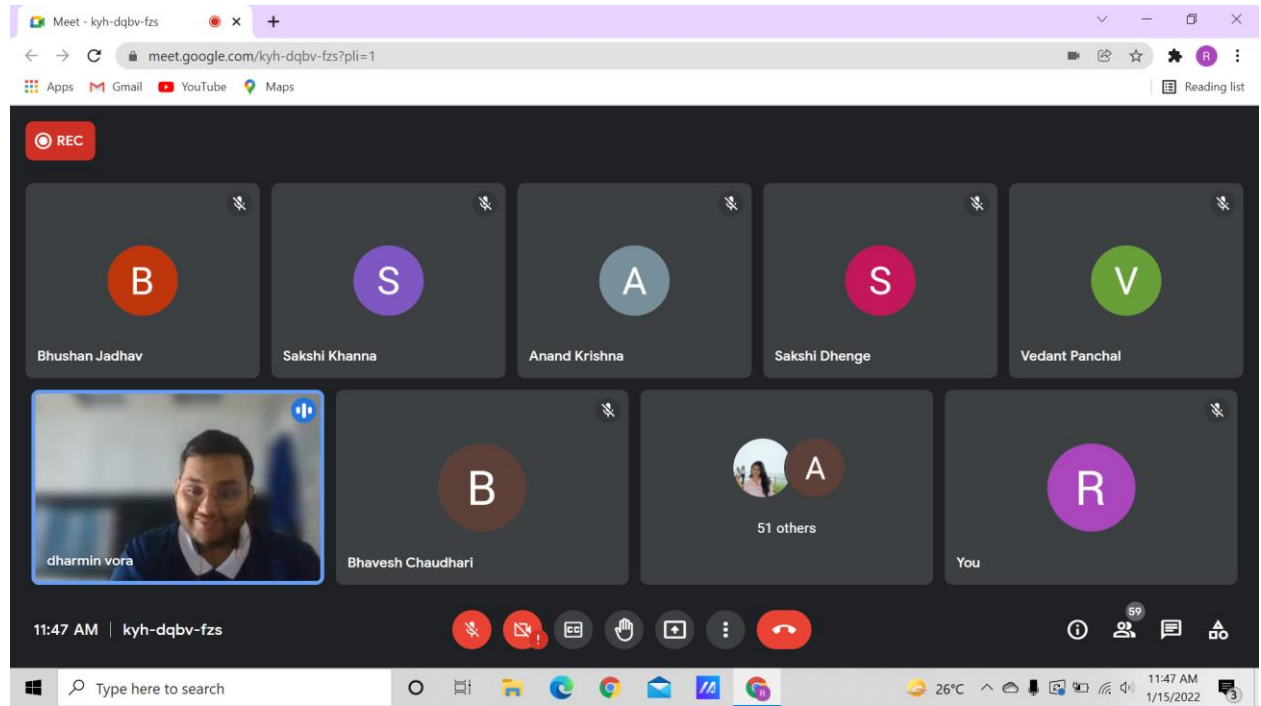 Meet - kyh-dqbv-fzs
meet.google.com/kyh-dqbv-fzs?pli=1
R
Apps Gmail YouTube Maps Reading list
REC
B S A S V
Bhushan Jadhav Sakshi Khanna Anand Krishna Sakshi Dhenge Vedant Panchal
B A R
51 others
dharmin vora Bhavesh Chaudhari You
59
11:47 AM | kyh-dqbv-fzs CC !
Type here to search R 26°C 11:47 AM
1/15/2022 3